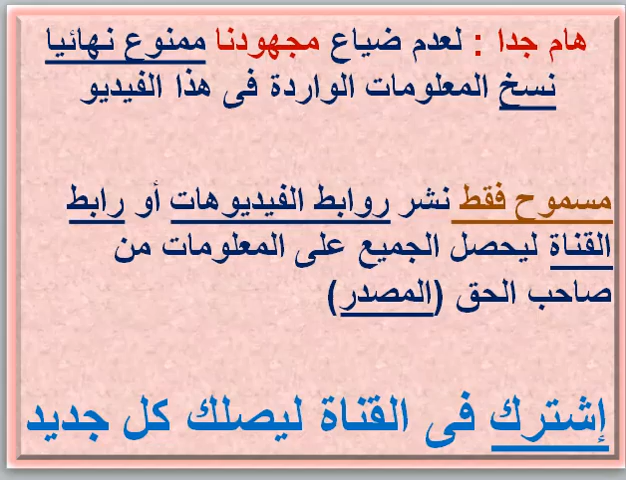 هام جدا : لعدم ضياع مجهودنا ممنوع نهائيا
نسخ المعلومات الواردة فى هذا الفيديو
مسموح فقط نشر روابط الفيديوهات أو رابط
القناة ليحصل الجميع على المعلومات من
صاحب الحق (المصدر)
إشترك فى القناة ليصلك كل جديد